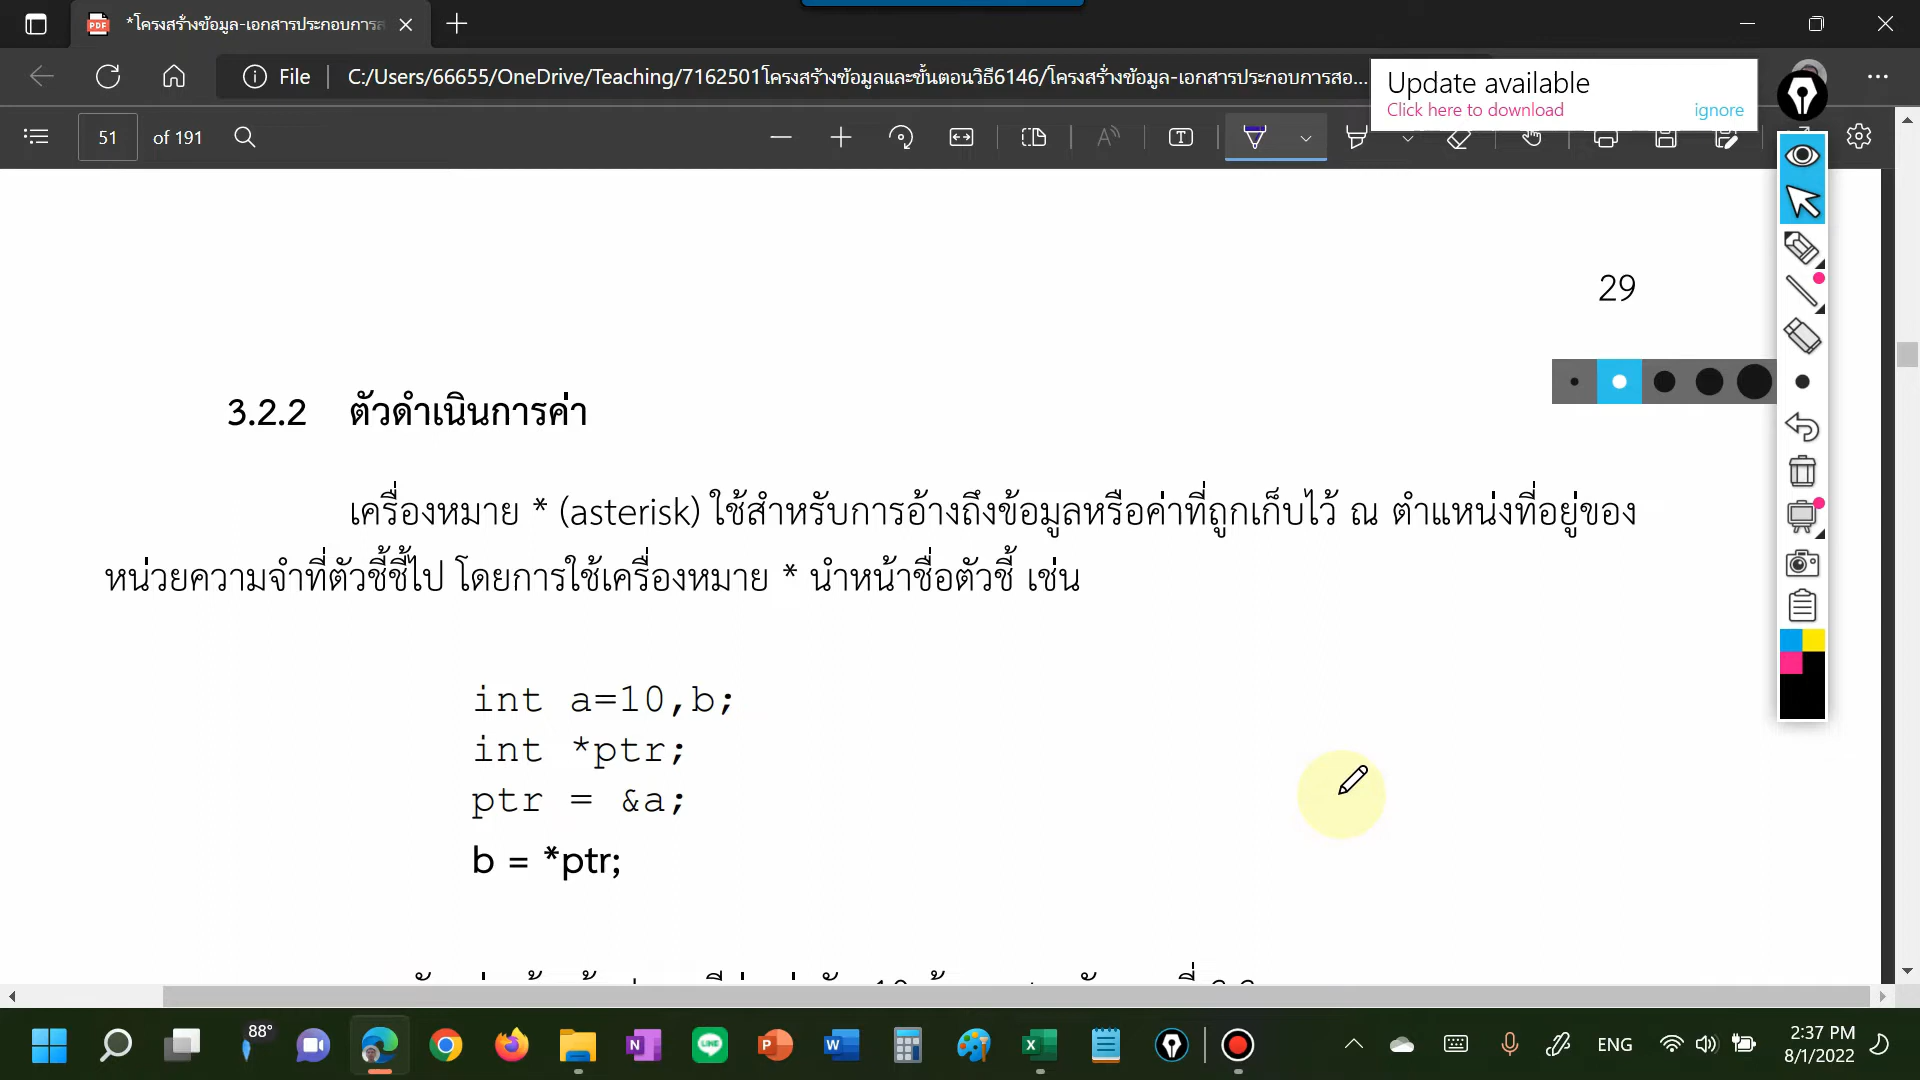 *โครงสร้างข้อมูล-เอกสารประกอบการส
File
C:/Users/66655/OneDrive/Teaching/7162501โครงสร้างข้อมูลและขั้นตอนวิธี6146/โครงสร้างข้อมูล-เอกสารประกอบการสอ...
Update available
Click here to download
ignore
51
of 191
29
3.2.2 ตัวดำเนินการค่า
เครื่องหมาย * (asterisk) ใช้สำหรับการอ้างถึงข้อมูลหรือค่าที่ถูกเก็บไว้ ณ ตำแหน่งที่อยู่ของ
หน่วยความจำที่ตัวชี้ชี้ไป โดยการใช้เครื่องหมาย * นำหน้าชื่อตัวชี้ เช่น
int a=10,b;
int *ptr;
ptr = &a;
b = *ptr;
88°
ENG
2:37 PM
8/1/2022